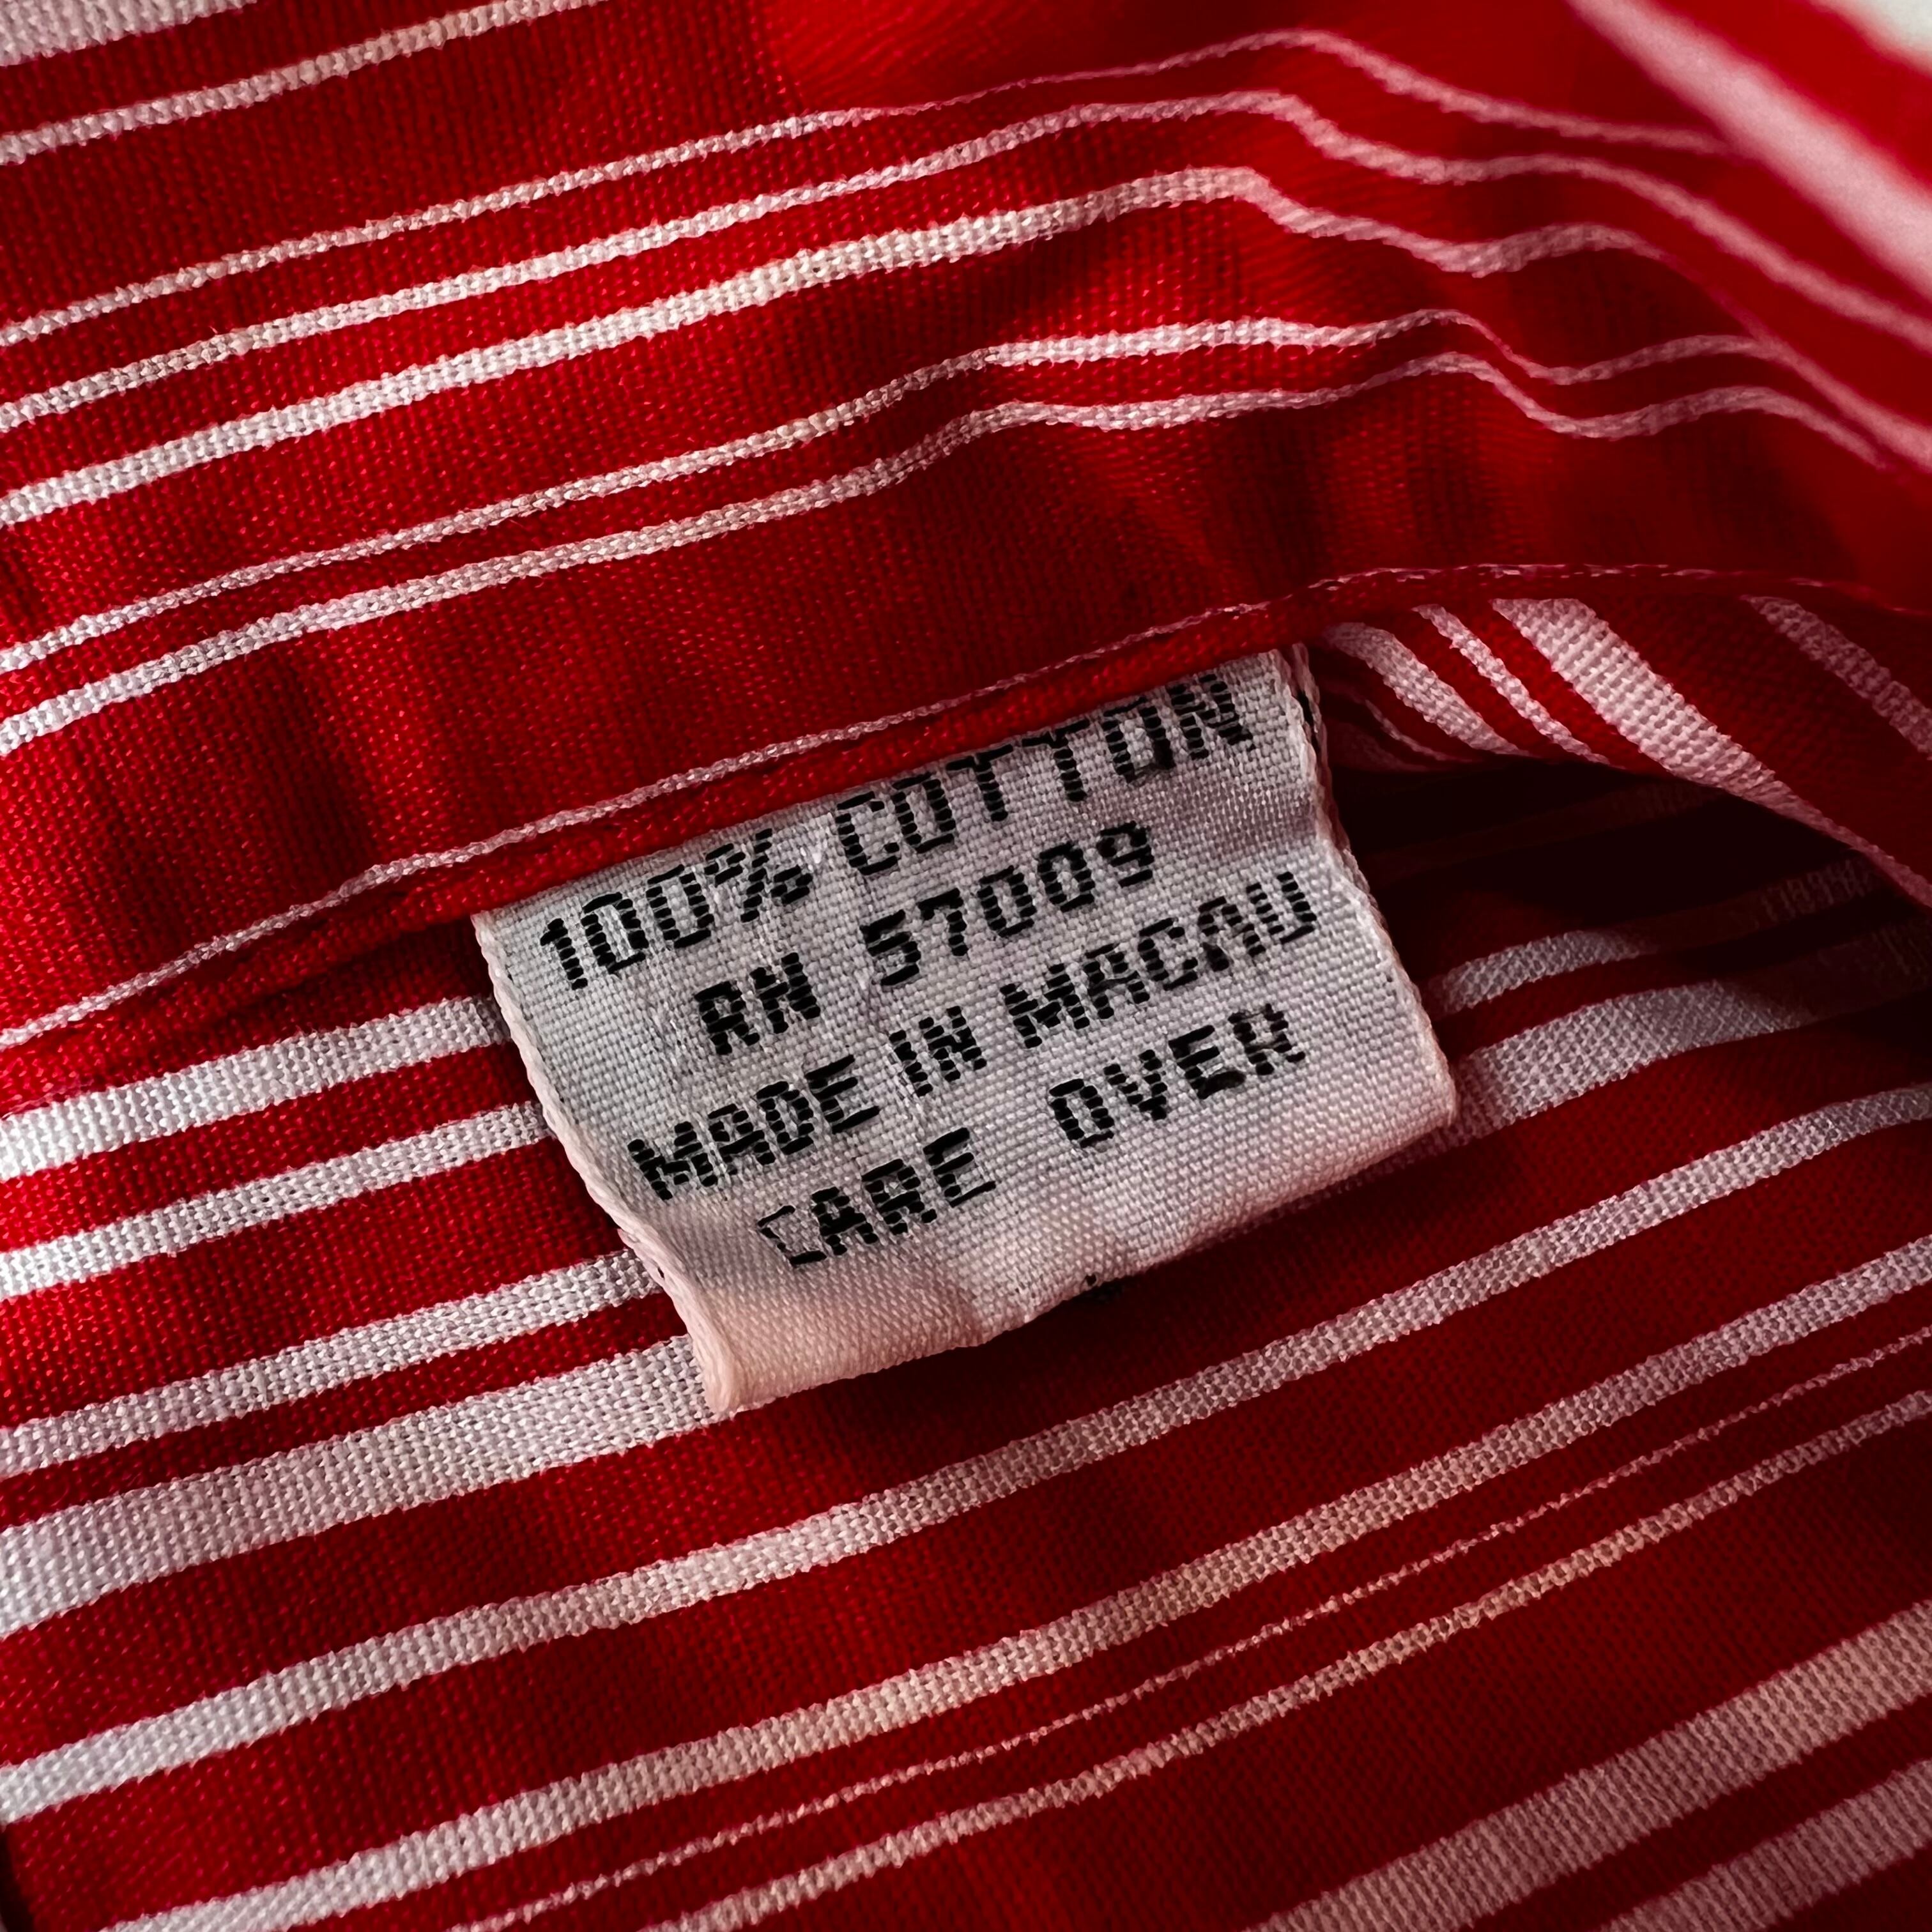 100% COTTON
RN 57009
MADE IN MACAU
CARE OVER